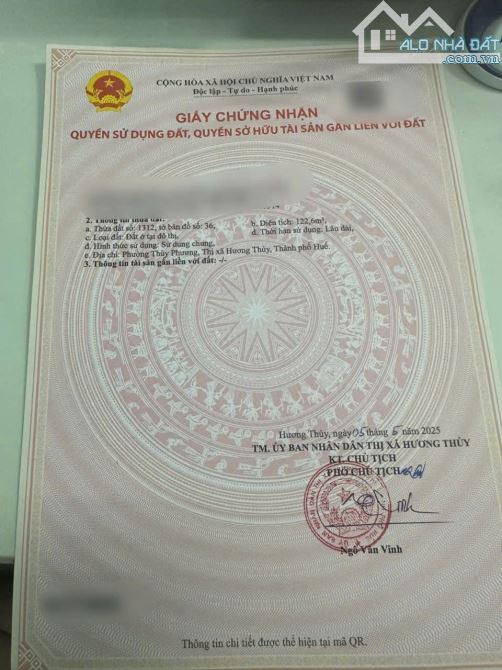 ALO NHÀ ĐẤT
.com.vn
CỘNG HÒA XÃ HỘI CHỦ NGHĨA VIỆT NAM
Độc lập - Tự do - Hạnh phúc
GIẤY CHỨNG NHẬN
QUYỀN SỬ DỤNG ĐẤT, QUYỀN SỞ HỮU TÀI SẢN GẮN LIỀN VỚI ĐẤT
2. Thông tin thửa đất:
a. Thửa đất số: 1312, tờ bản đồ số: 36, b. Diện tích: 122,6m²,
c. Loại đất: Đất ở tại đô thị, d. Thời hạn sử dụng: Lâu dài,
đ. Hình thức sử dụng: Sử dụng chung,
e. Địa chỉ: Phường Thủy Phương, Thị xã Hương Thủy, Thành phố Huế.
3. Thông tin tài sản gắn liền với đất: -/-
Hương Thủy, ngày 05 tháng 5 năm 2025
TM. ỦY BAN NHÂN DÂN THỊ XÃ HƯƠNG THỦY
KT. CHỦ TỊCH
PHÓ CHỦ TỊCH
Ngô Văn Vinh
Thông tin chi tiết được thể hiện tại mã QR.